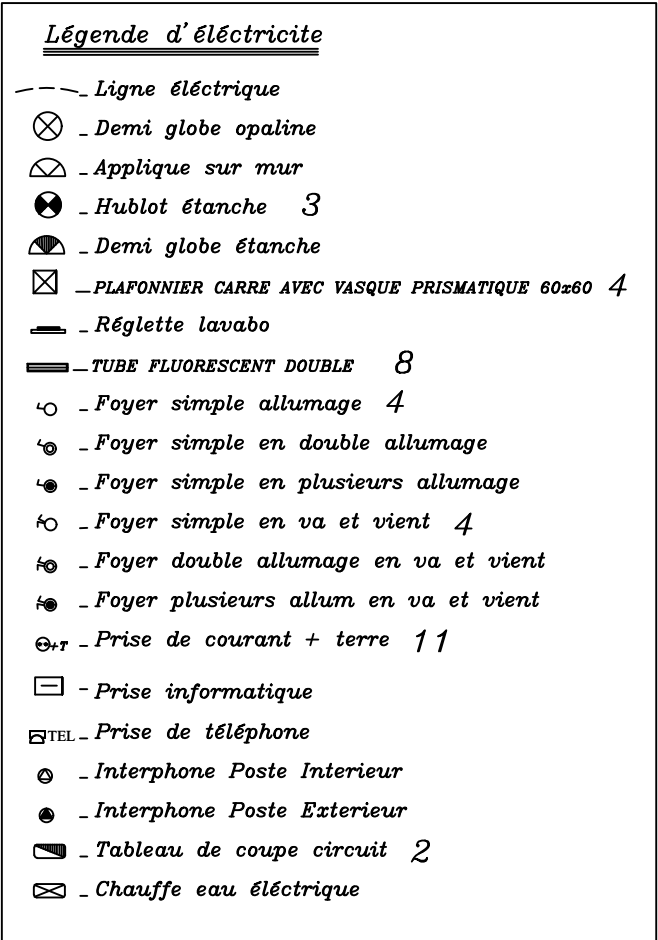 Légende d'éléctricite
- Ligne éléctrique
- Demi globe opaline
- Applique sur mur
- Hublot étanche 3
- Demi globe étanche
- PLAFONNIER CARRE AVEC VASQUE PRISMATIQUE 60x60 4
- Réglette lavabo
- TUBE FLUORESCENT DOUBLE 8
- Foyer simple allumage 4
- Foyer simple en double allumage
- Foyer simple en plusieurs allumage
- Foyer simple en va et vient 4
- Foyer double allumage en va et vient
- Foyer plusieurs allum en va et vient
+T - Prise de courant + terre 11
- Prise informatique
TEL - Prise de téléphone
- Interphone Poste Interieur
- Interphone Poste Exterieur
- Tableau de coupe circuit 2
- Chauffe eau éléctrique